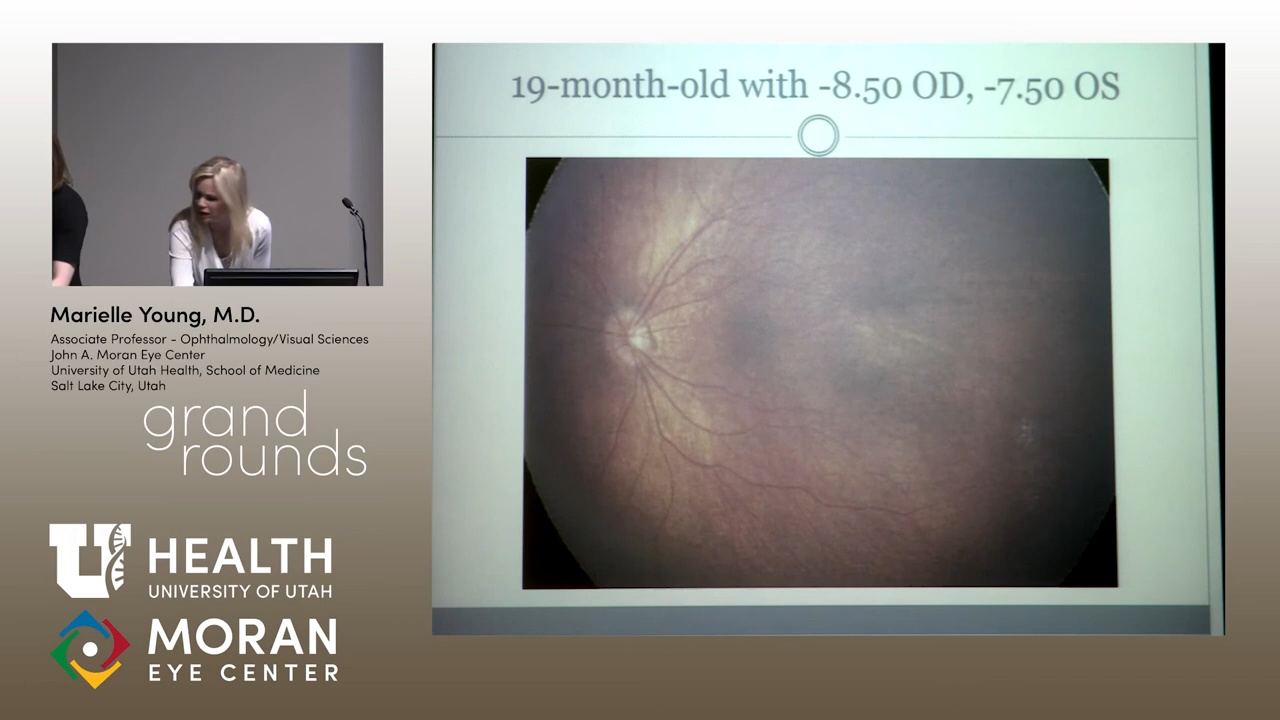 19-month-old with -8.50 OD, -7.50 OS
Marielle Young, M.D.
Associate Professor - Ophthalmology/Visual Sciences
John A. Moran Eye Center
University of Utah Health, School of Medicine
Salt Lake City, Utah
grand
rounds
U
HEALTH
UNIVERSITY OF UTAH
MORAN
EYE CENTER